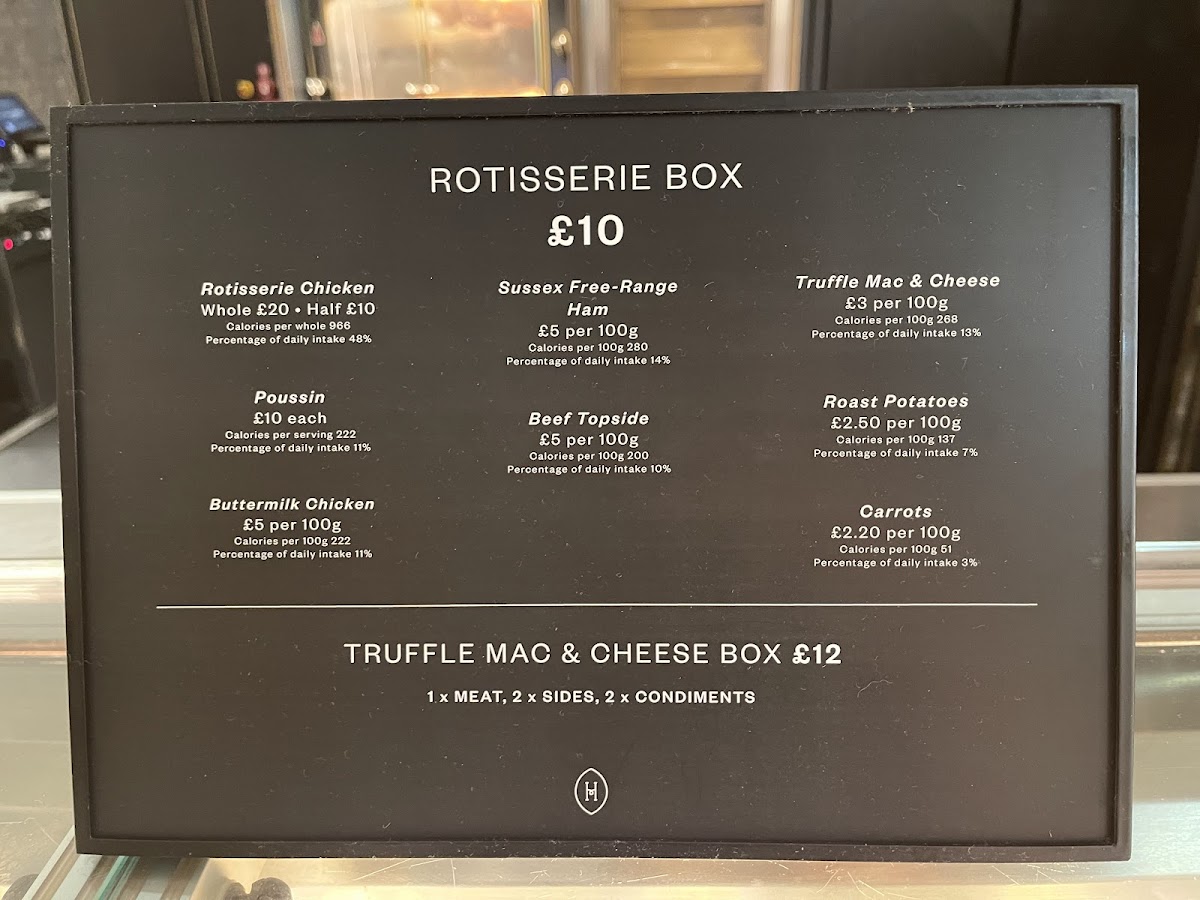 ROTISSERIE BOX
£10
Rotisserie Chicken
Whole £20 • Half £10
Calories per whole 966
Percentage of daily intake 48%
Poussin
£10 each
Calories per serving 222
Percentage of daily intake 11%
Buttermilk Chicken
£5 per 100g
Calories per 100g 222
Percentage of daily intake 11%
Sussex Free-Range
Ham
£5 per 100g
Calories per 100g 280
Percentage of daily intake 14%
Beef Topside
£5 per 100g
Calories per 100g 200
Percentage of daily intake 10%
Truffle Mac & Cheese
£3 per 100g
Calories per 100g 268
Percentage of daily intake 13%
Roast Potatoes
£2.50 per 100g
Calories per 100g 137
Percentage of daily intake 7%
Carrots
£2.20 per 100g
Calories per 100g 51
Percentage of daily intake 3%
TRUFFLE MAC & CHEESE BOX £12
1 x MEAT, 2 x SIDES, 2 x CONDIMENTS
H